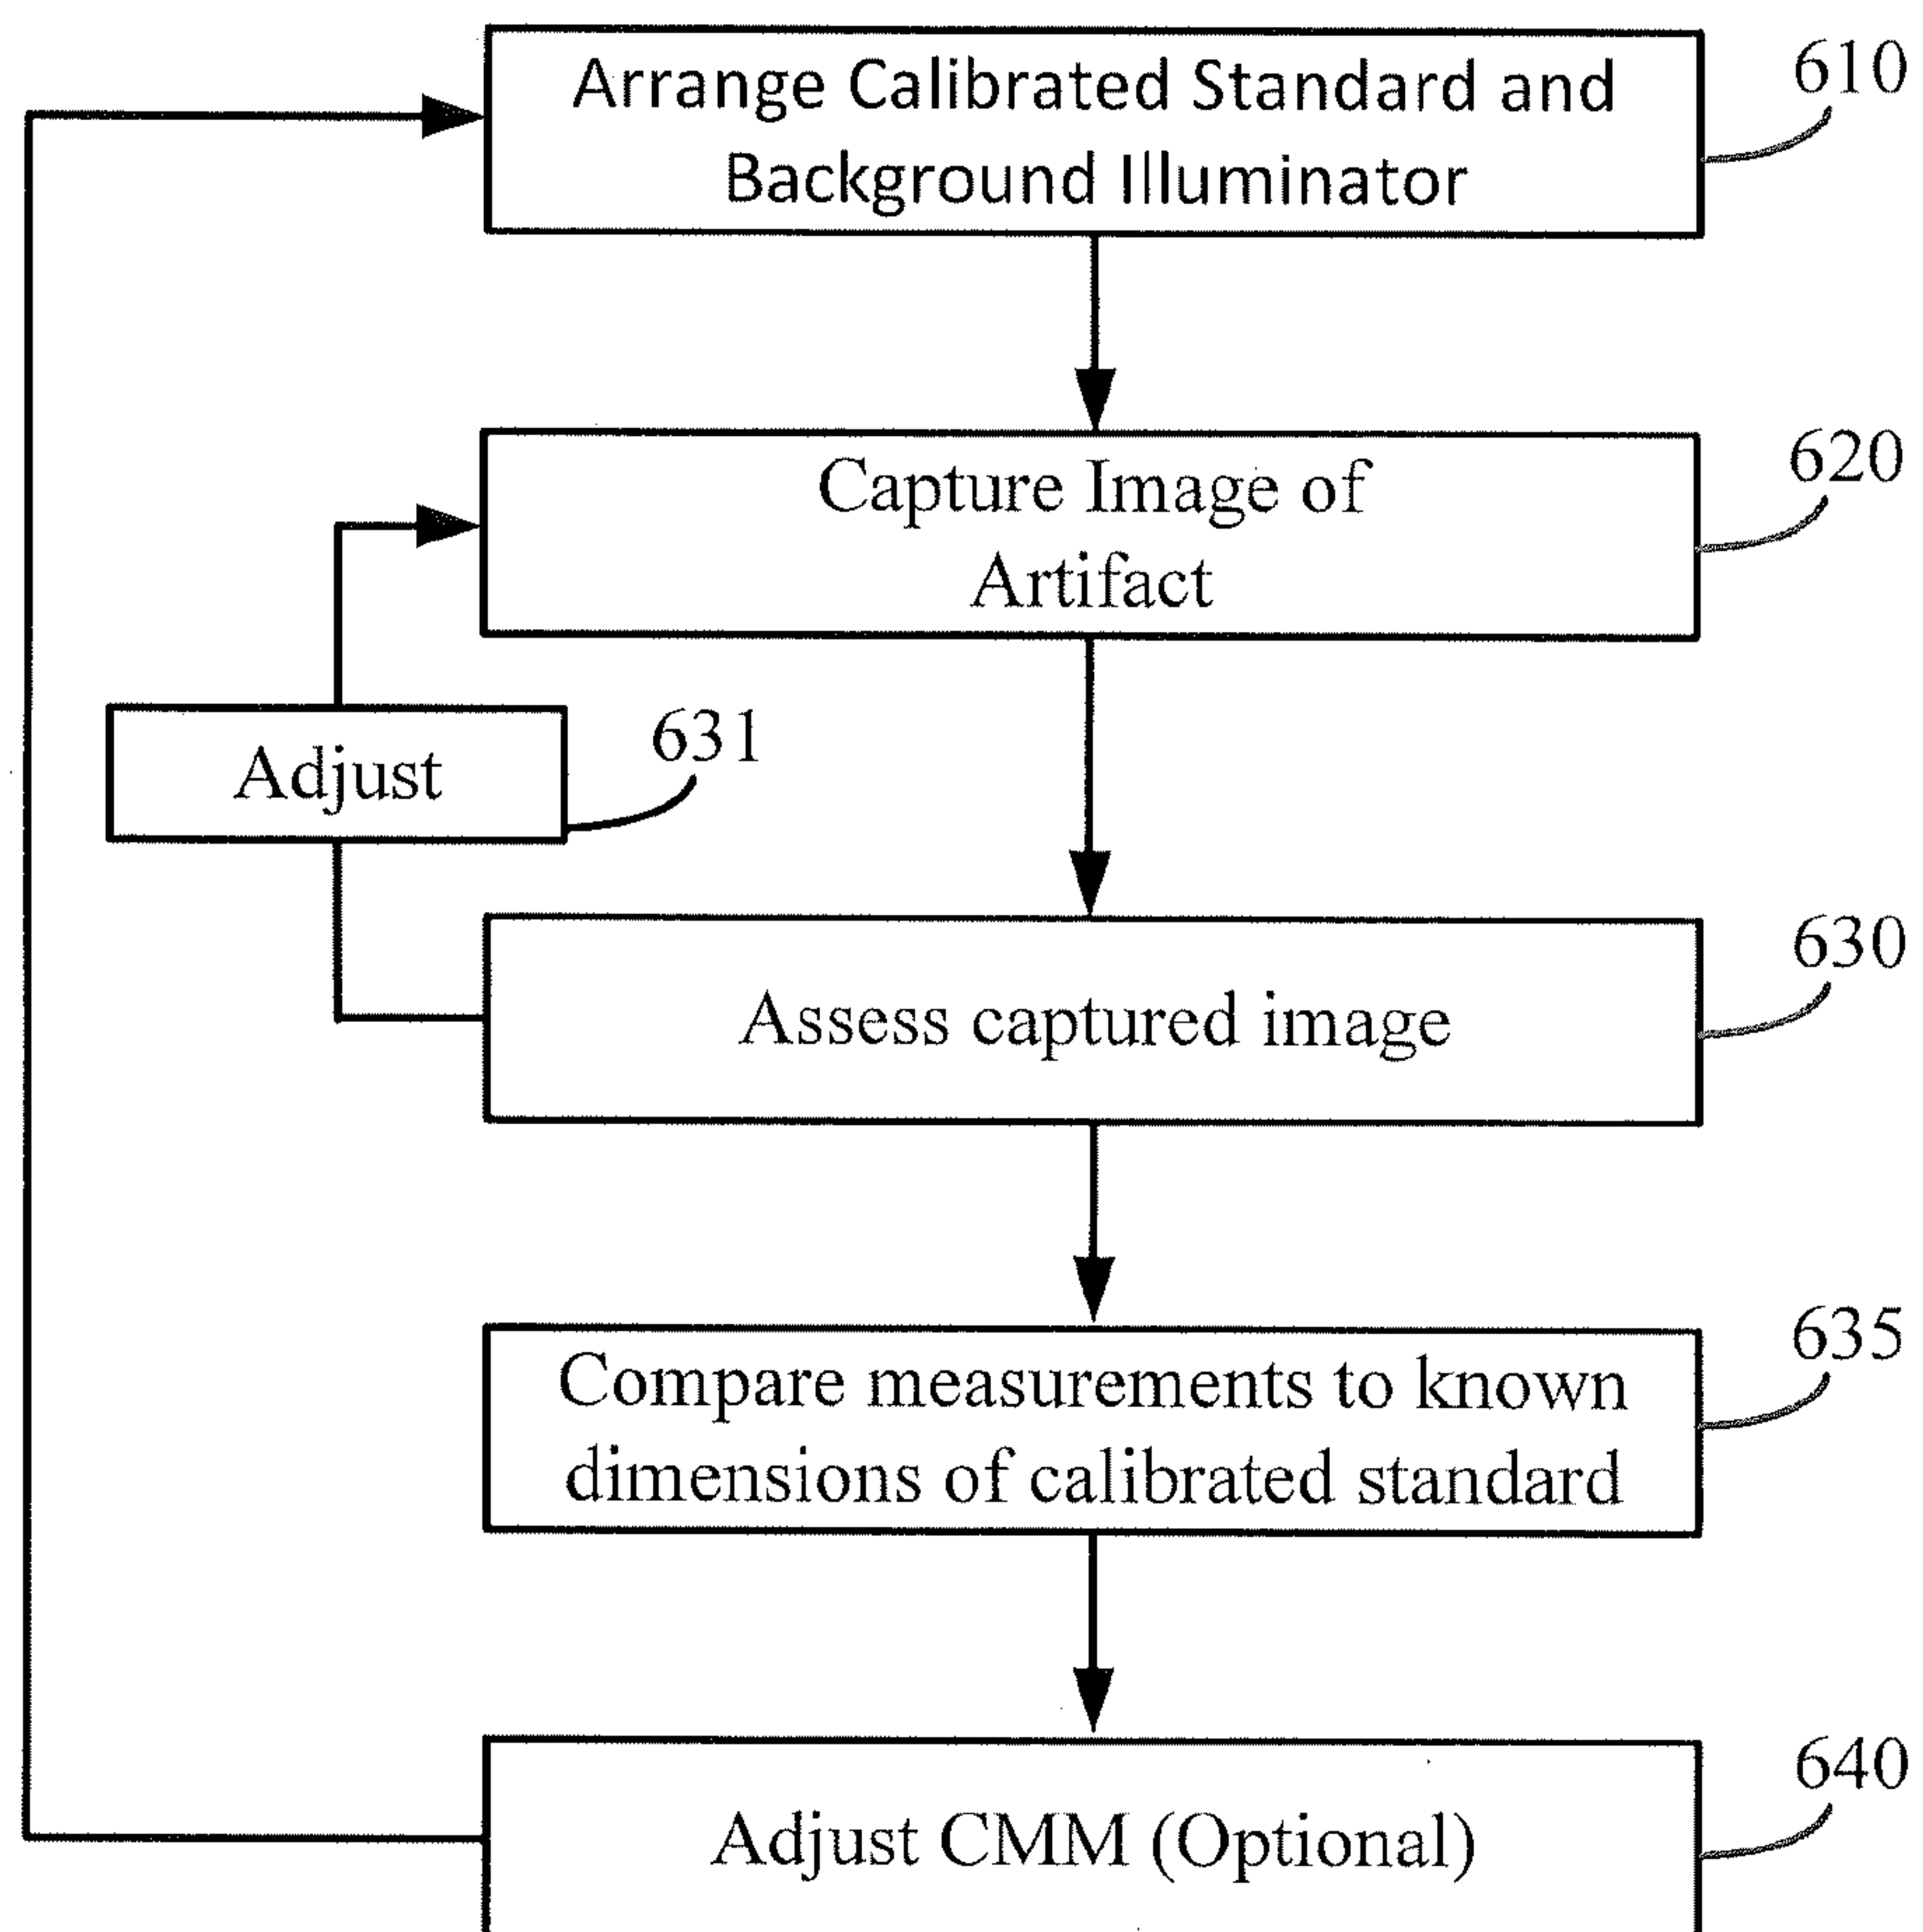 Arrange Calibrated Standard and
Background Illuminator
610
Capture Image of
Artifact
620
Adjust
631
Assess captured image
630
Compare measurements to known
dimensions of calibrated standard
635
Adjust CMM (Optional)
640